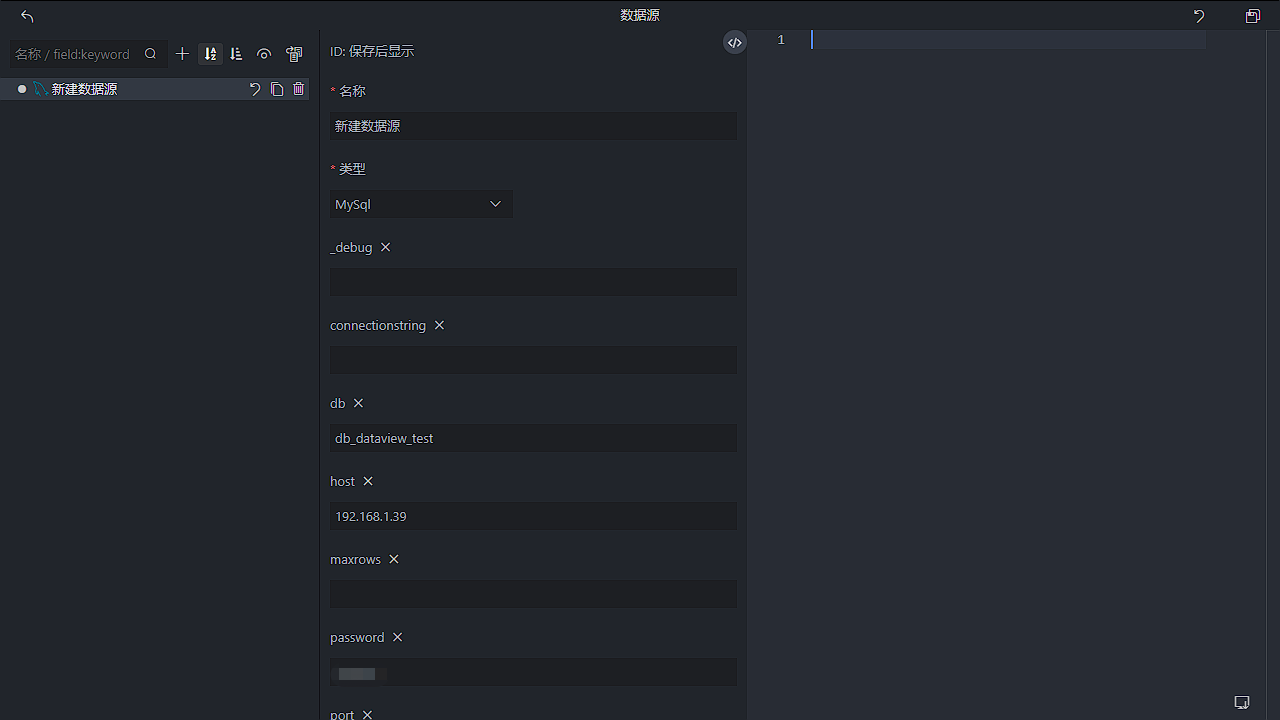 数据源
名称 / field:keyword
新建数据源
ID: 保存后显示
* 名称
新建数据源
* 类型
MySql
_debug
connectionstring
db
db_dataview_test
host
192.168.1.39
maxrows
password
port
1